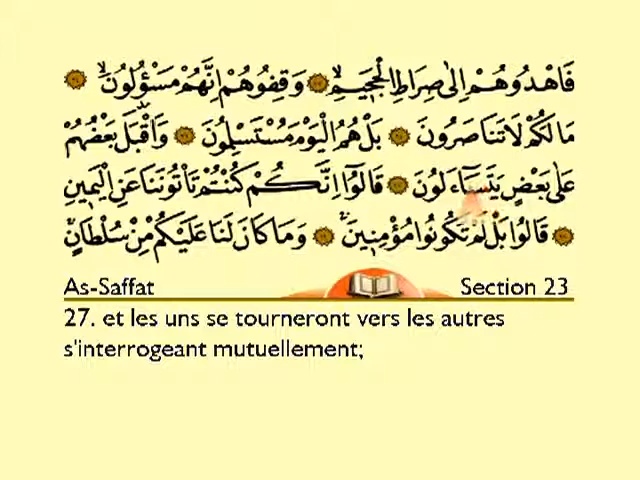 فَاهْدُوهُمْ إِلَىٰ صِرَاطِ الْجَحِيمِ وَقِفُوهُمْ إِنَّهُمْ مَسْؤُلُونَ
مَا لَكُمْ لَا تَنَاصَرُونَ بَلْ هُمُ الْيَوْمَ مُسْتَسْلِمُونَ وَأَقْبَلَ بَعْضُهُمْ
عَلَىٰ بَعْضٍ يَتَسَاءَلُونَ قَالُوا إِنَّكُمْ كُنْتُمْ تَأْتُونَنَا عَنِ الْيَمِينِ
قَالُوا بَلْ لَمْ تَكُونُوا مُؤْمِنِينَ وَمَا كَانَ لَنَا عَلَيْكُمْ مِنْ سُلْطَانٍ
As-Saffat Section 23
27. et les uns se tourneront vers les autres
s'interrogeant mutuellement;